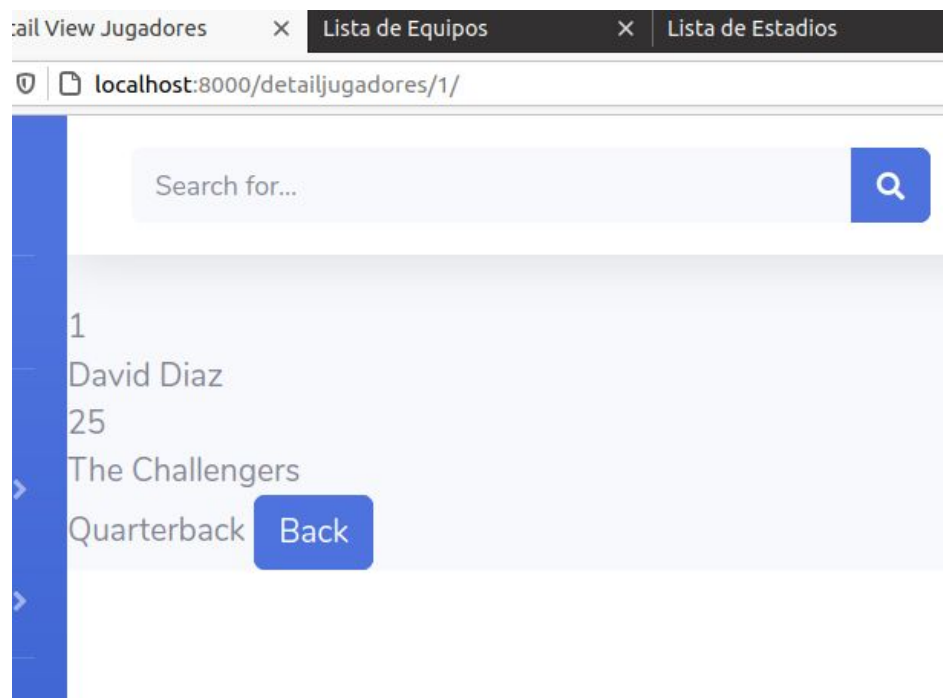 tail View Jugadores
Lista de Equipos
Lista de Estadios
localhost:8000/detailjugadores/1/
Search for...
1
David Diaz
25
The Challengers
Quarterback
Back